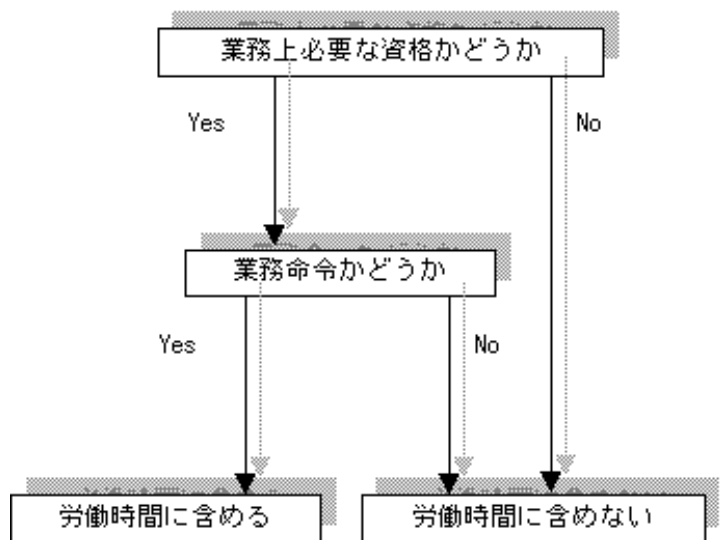 業務上必要な資格かどうか
Yes
No
業務命令かどうか
Yes
No
労働時間に含める
労働時間に含めない